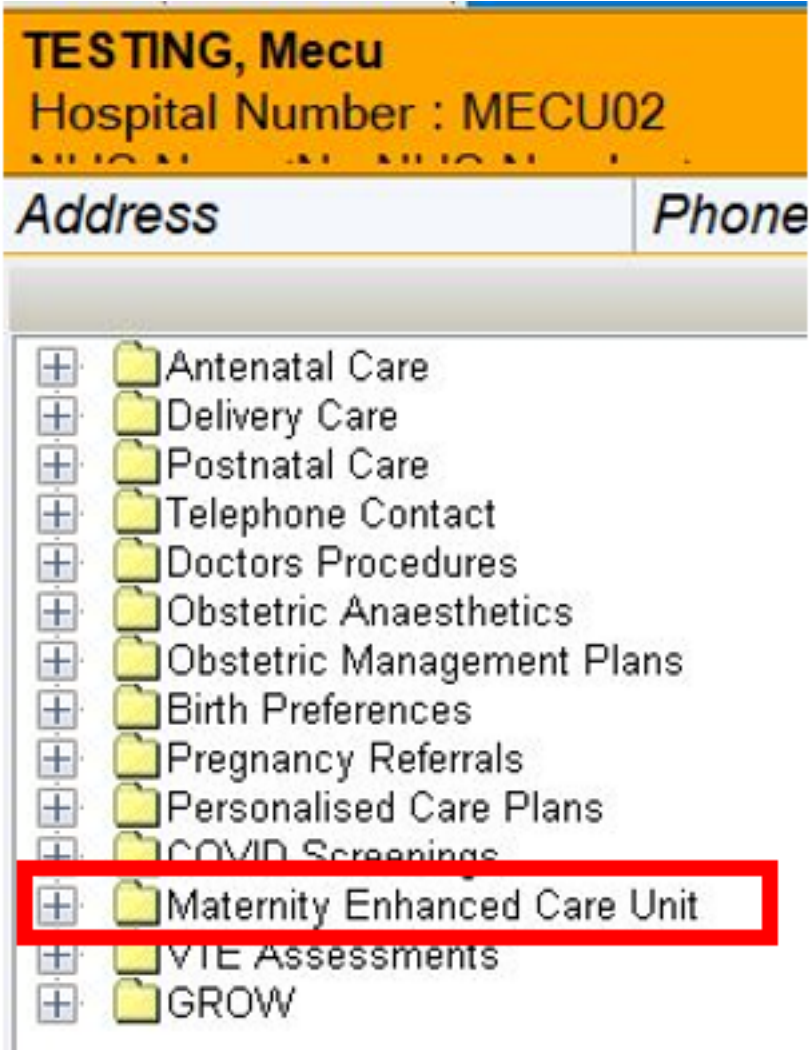 TESTING, Mecu
Hospital Number : MECU02
Address Phone
Antenatal Care
Delivery Care
Postnatal Care
Telephone Contact
Doctors Procedures
Obstetric Anaesthetics
Obstetric Management Plans
Birth Preferences
Pregnancy Referrals
Personalised Care Plans
COVID Screenings
Maternity Enhanced Care Unit
VTE Assessments
GROW